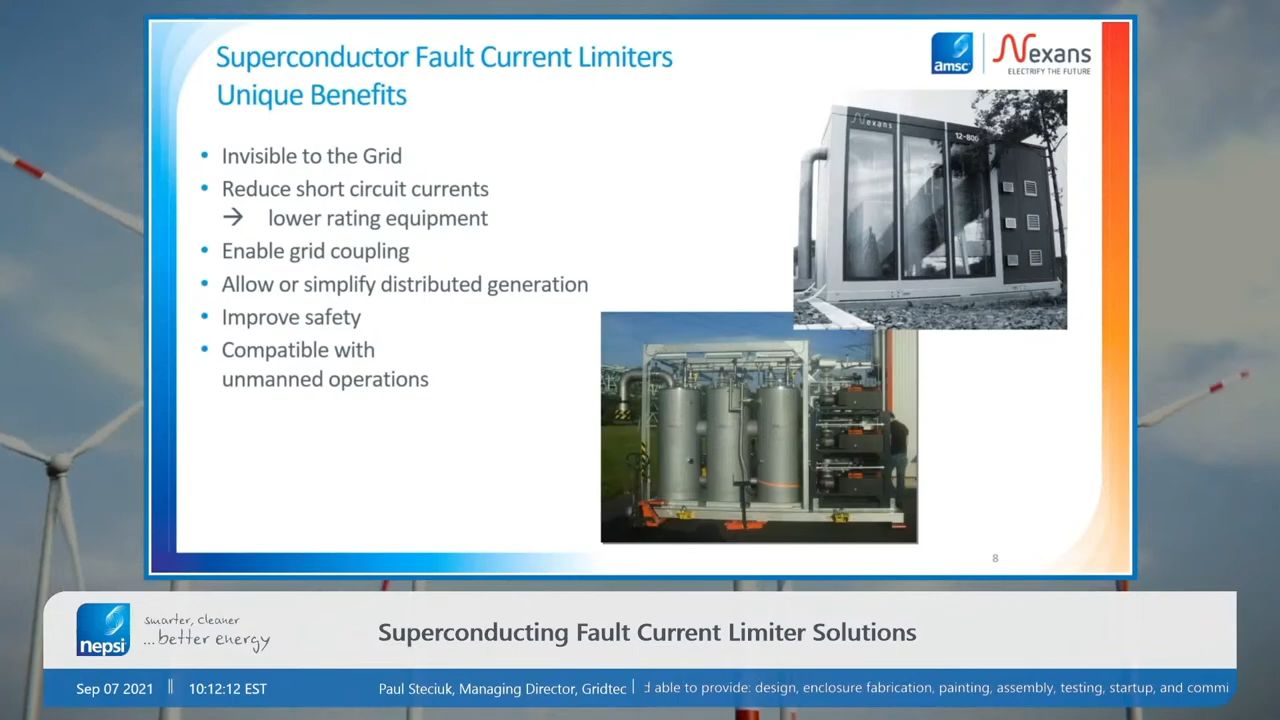 Superconductor Fault Current Limiters
Unique Benefits
amsc
Nexans
ELECTRIFY THE FUTURE
• Invisible to the Grid
• Reduce short circuit currents
→ lower rating equipment
• Enable grid coupling
• Allow or simplify distributed generation
• Improve safety
• Compatible with
unmanned operations
Nexans
12-800
8
nepsi
smarter, cleaner
...better energy
Superconducting Fault Current Limiter Solutions
Sep 07 2021 || 10:12:12 EST
Paul Steciuk, Managing Director, Gridtec | d able to provide: design, enclosure fabrication, painting, assembly, testing, startup, and commi